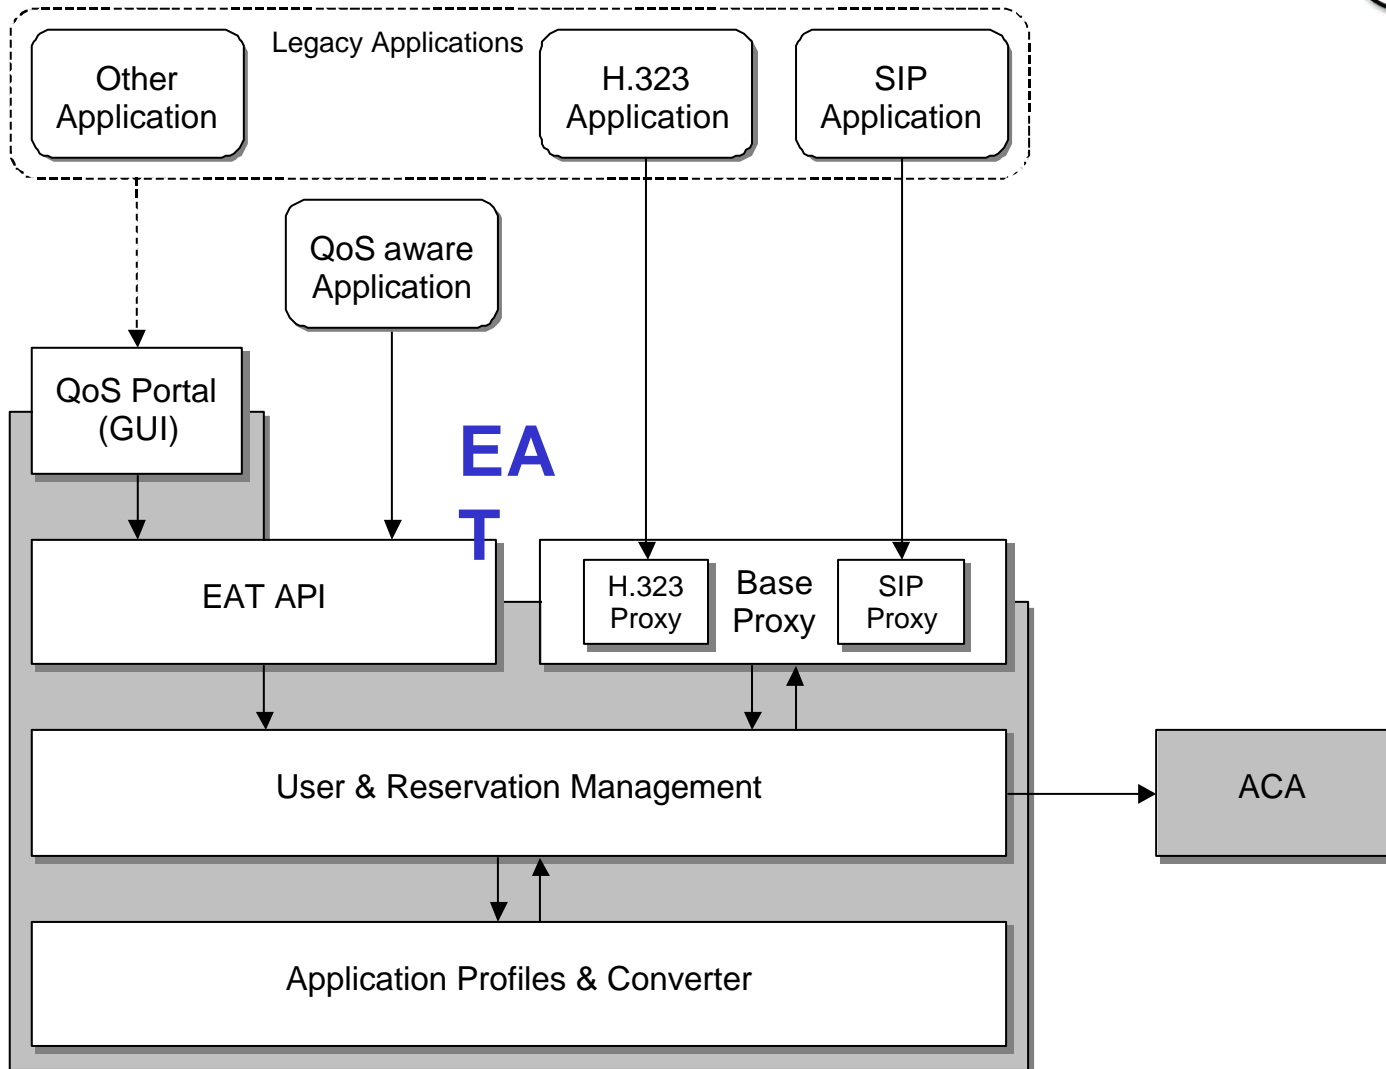 Legacy Applications
Other
Application
H.323
Application
SIP
Application
QoS aware
Application
QoS Portal
(GUI)
EA
T
EAT API
H.323
Proxy
Base
Proxy
SIP
Proxy
User & Reservation Management
ACA
Application Profiles & Converter